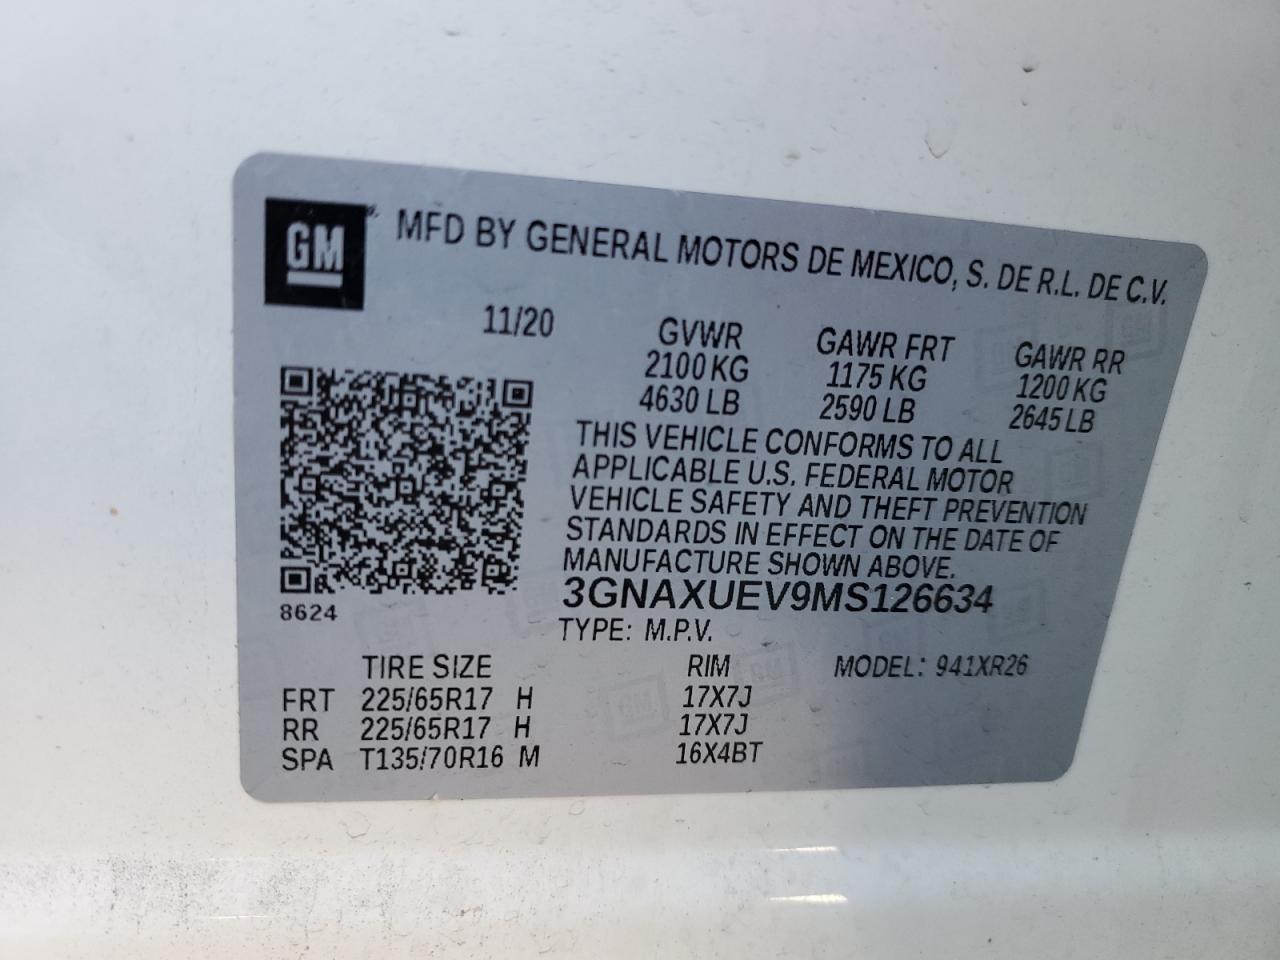 GM
MFD BY GENERAL MOTORS DE MEXICO, S. DE R.L. DE C.V.
11/20
GVWR GAWR FRT GAWR RR
2100 KG 1175 KG 1200 KG
4630 LB 2590 LB 2645 LB
THIS VEHICLE CONFORMS TO ALL
APPLICABLE U.S. FEDERAL MOTOR
VEHICLE SAFETY AND THEFT PREVENTION
STANDARDS IN EFFECT ON THE DATE OF
MANUFACTURE SHOWN ABOVE.
3GNAXUEV9MS126634
8624
TYPE: M.P.V.
TIRE SIZE RIM MODEL: 941XR26
FRT 225/65R17 H 17X7J
RR 225/65R17 H 17X7J
SPA T135/70R16 M 16X4BT